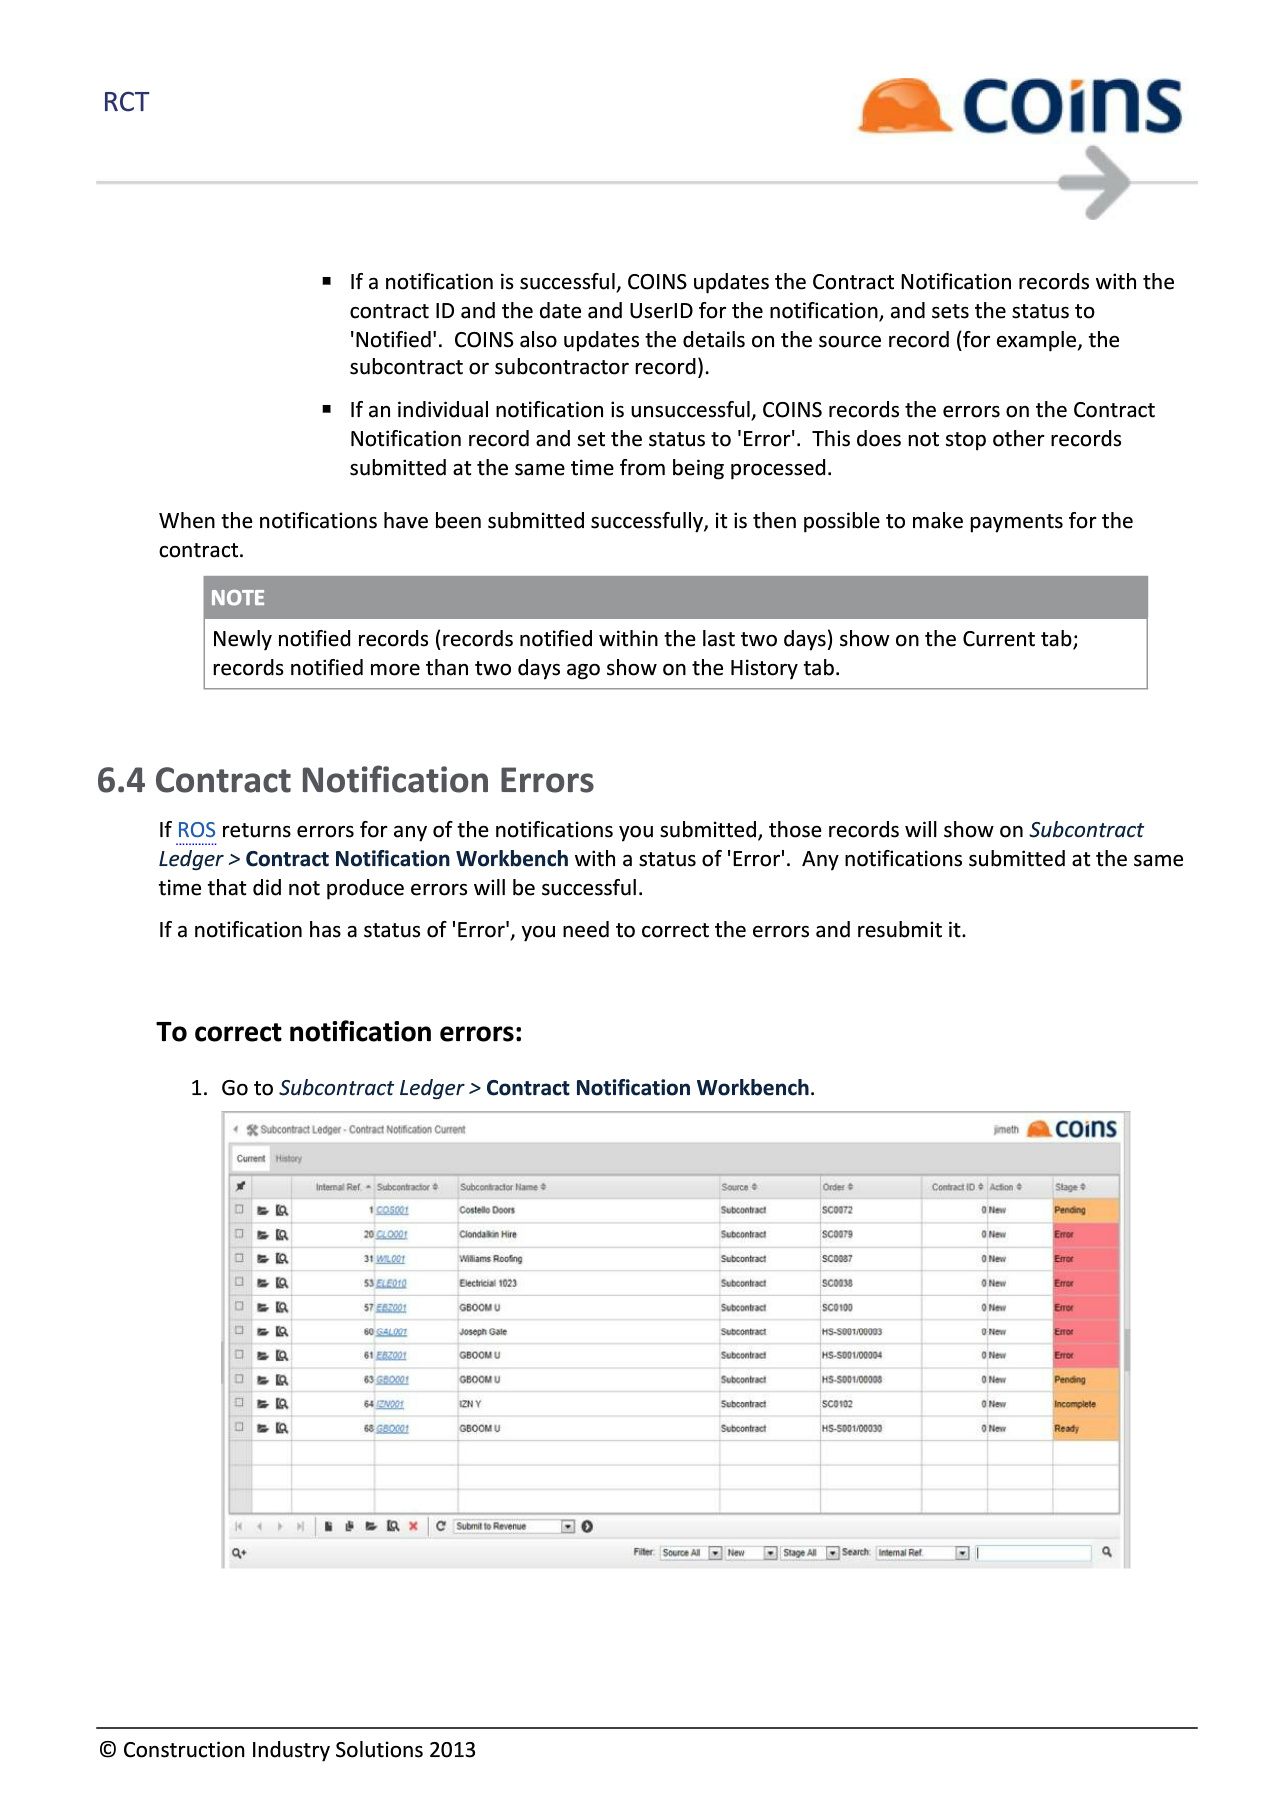 RCT
COINS
▪ If a notification is successful, COINS updates the Contract Notification records with the
contract ID and the date and UserID for the notification, and sets the status to
'Notified'.  COINS also updates the details on the source record (for example, the
subcontract or subcontractor record).
▪ If an individual notification is unsuccessful, COINS records the errors on the Contract
Notification record and set the status to 'Error'.  This does not stop other records
submitted at the same time from being processed.
When the notifications have been submitted successfully, it is then possible to make payments for the
contract.
NOTE
Newly notified records (records notified within the last two days) show on the Current tab;
records notified more than two days ago show on the History tab.
6.4 Contract Notification Errors
If ROS returns errors for any of the notifications you submitted, those records will show on Subcontract
Ledger > Contract Notification Workbench with a status of 'Error'.  Any notifications submitted at the same
time that did not produce errors will be successful.
If a notification has a status of 'Error', you need to correct the errors and resubmit it.
To correct notification errors:
1. Go to Subcontract Ledger > Contract Notification Workbench.
Subcontract Ledger - Contract Notification Current jimeth COINS
Current History
Internal Ref. Subcontractor Subcontractor Name Source Order Contract ID Action Stage
1 COS001 Costello Doors Subcontract SC0072 0 New Pending
20 CLO001 Clondalkin Hire Subcontract SC0079 0 New Error
31 WIL001 Williams Roofing Subcontract SC0087 0 New Error
53 ELE010 Electricial 1023 Subcontract SC0038 0 New Error
57 EBZ001 GBOOM U Subcontract SC0100 0 New Error
60 GAL001 Joseph Gale Subcontract HS-S001/00003 0 New Error
61 EBZ001 GBOOM U Subcontract HS-S001/00004 0 New Error
63 GBO001 GBOOM U Subcontract HS-S001/00008 0 New Pending
64 IZN001 IZN Y Subcontract SC0102 0 New Incomplete
68 GBO001 GBOOM U Subcontract HS-S001/00030 0 New Ready
Submit to Revenue
Filter: Source All New Stage All Search: Internal Ref.
© Construction Industry Solutions 2013